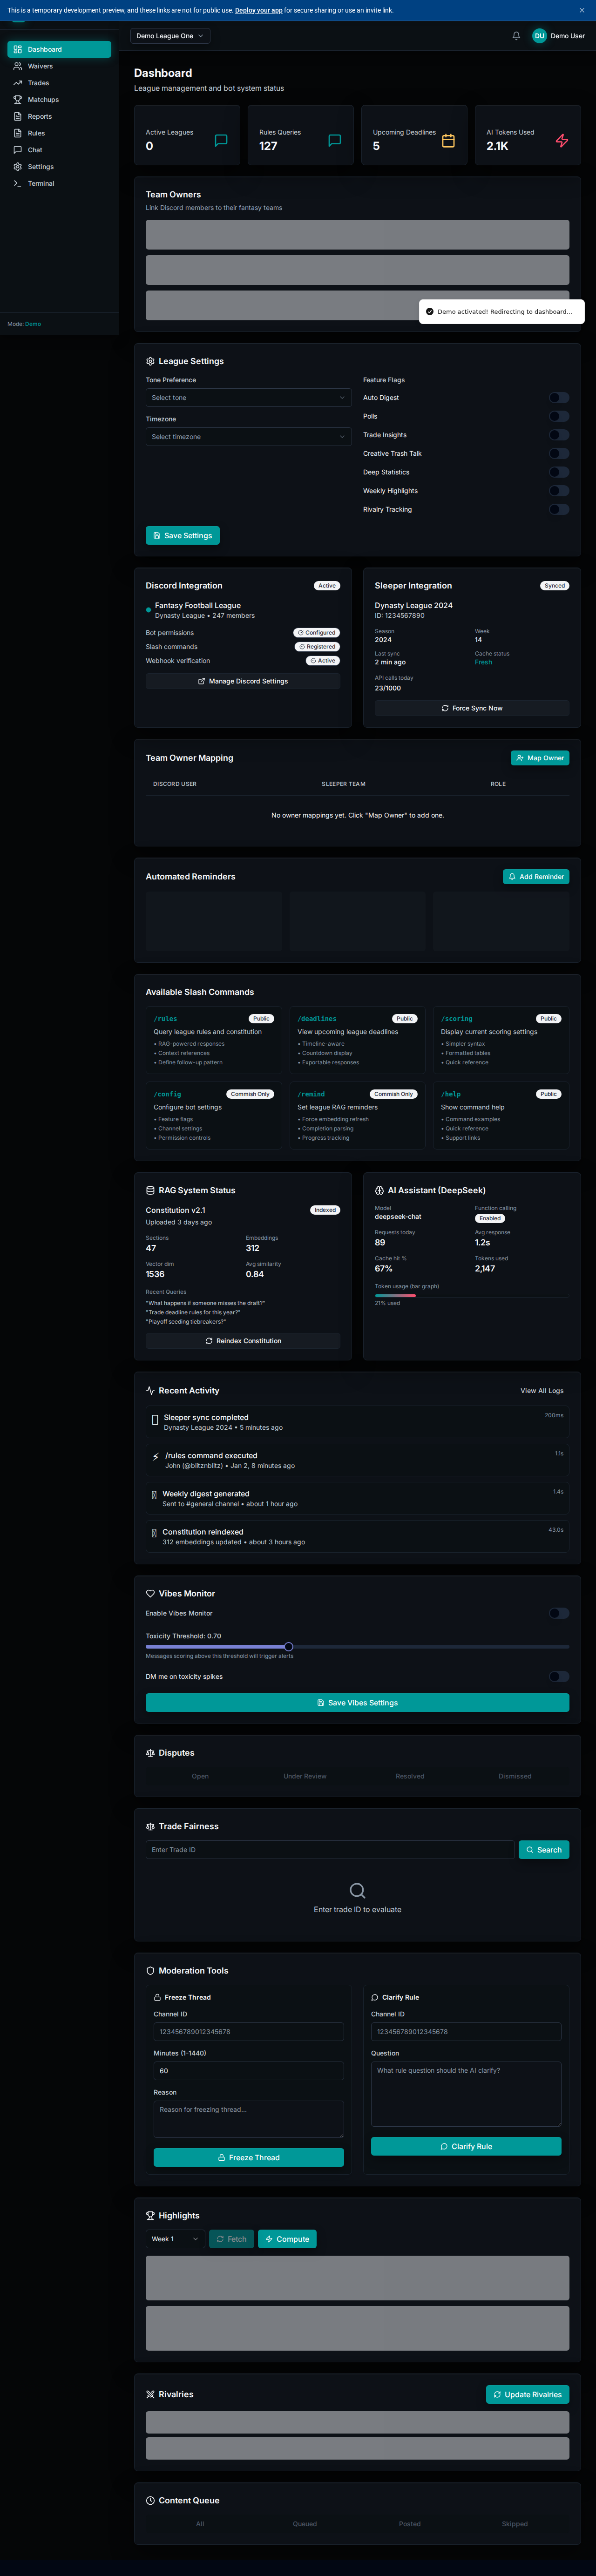 This is a temporary development preview, and these links are not for public use. Deploy your app for secure sharing or use an invite link.
Dashboard
Waivers
Trades
Matchups
Reports
Rules
Chat
Settings
Terminal
Mode: Demo
Demo League One
DU
Demo User
Dashboard
League management and bot system status
Active Leagues
0
Rules Queries
127
Upcoming Deadlines
5
AI Tokens Used
2.1K
Team Owners
Link Discord members to their fantasy teams
Demo activated! Redirecting to dashboard...
League Settings
Tone Preference
Select tone
Timezone
Select timezone
Feature Flags
Auto Digest
Polls
Trade Insights
Creative Trash Talk
Deep Statistics
Weekly Highlights
Rivalry Tracking
Save Settings
Discord Integration
Active
Fantasy Football League
Dynasty League • 247 members
Bot permissions
Configured
Slash commands
Registered
Webhook verification
Active
Manage Discord Settings
Sleeper Integration
Synced
Dynasty League 2024
ID: 1234567890
Season
2024
Week
14
Last sync
2 min ago
Cache status
Fresh
API calls today
23/1000
Force Sync Now
Team Owner Mapping
Map Owner
DISCORD USER
SLEEPER TEAM
ROLE
No owner mappings yet. Click "Map Owner" to add one.
Automated Reminders
Add Reminder
Available Slash Commands
/rules
Public
Query league rules and constitution
• RAG-powered responses
• Context references
• Define follow-up pattern
/deadlines
Public
View upcoming league deadlines
• Timeline-aware
• Countdown display
• Exportable responses
/scoring
Public
Display current scoring settings
• Simpler syntax
• Formatted tables
• Quick reference
/config
Commish Only
Configure bot settings
• Feature flags
• Channel settings
• Permission controls
/remind
Commish Only
Set league RAG reminders
• Force embedding refresh
• Completion parsing
• Progress tracking
/help
Public
Show command help
• Command examples
• Quick reference
• Support links
RAG System Status
Constitution v2.1
Indexed
Uploaded 3 days ago
Sections
47
Embeddings
312
Vector dim
1536
Avg similarity
0.84
Recent Queries
"What happens if someone misses the draft?"
"Trade deadline rules for this year?"
"Playoff seeding tiebreakers?"
Reindex Constitution
AI Assistant (DeepSeek)
Model
deepseek-chat
Function calling
Enabled
Requests today
89
Avg response
1.2s
Cache hit %
67%
Tokens used
2,147
Token usage (bar graph)
21% used
Recent Activity
View All Logs
Sleeper sync completed
Dynasty League 2024 • 5 minutes ago
200ms
/rules command executed
John (@blitznblitz) • Jan 2, 8 minutes ago
1.1s
Weekly digest generated
Sent to #general channel • about 1 hour ago
1.4s
Constitution reindexed
312 embeddings updated • about 3 hours ago
43.0s
Vibes Monitor
Enable Vibes Monitor
Toxicity Threshold: 0.70
Messages scoring above this threshold will trigger alerts
DM me on toxicity spikes
Save Vibes Settings
Disputes
Open
Under Review
Resolved
Dismissed
Trade Fairness
Enter Trade ID
Search
Enter trade ID to evaluate
Moderation Tools
Freeze Thread
Channel ID
123456789012345678
Minutes (1-1440)
60
Reason
Reason for freezing thread...
Freeze Thread
Clarify Rule
Channel ID
123456789012345678
Question
What rule question should the AI clarify?
Clarify Rule
Highlights
Week 1
Fetch
Compute
Rivalries
Update Rivalries
Content Queue
All
Queued
Posted
Skipped